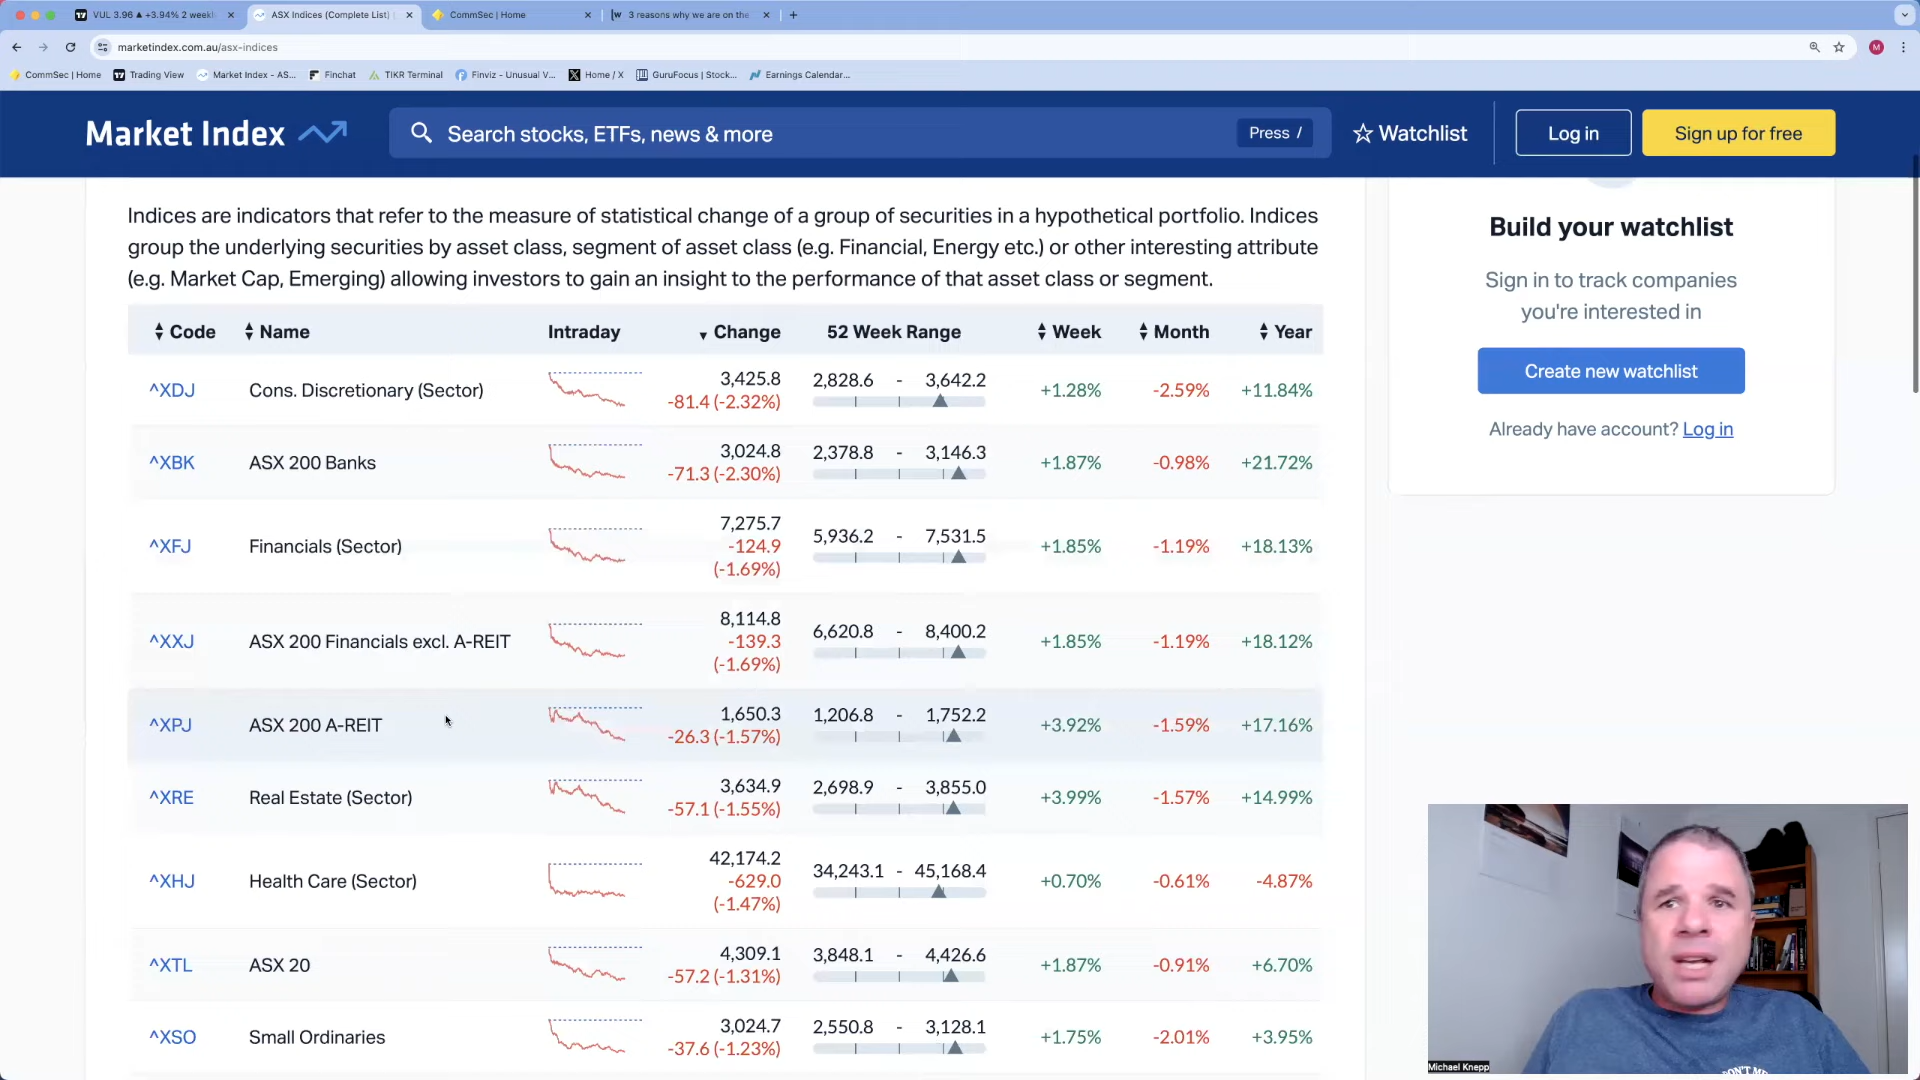 VUL 3.96 ▲ +3.94% 2 weekl
ASX Indices (Complete List)
CommSec | Home
3 reasons why we are on the
marketindex.com.au/asx-indices
M
CommSec | Home
Trading View
Market Index - AS...
Finchat
TIKR Terminal
Finviz - Unusual V...
Home / X
GuruFocus | Stock...
Earnings Calendar...
Market Index
Search stocks, ETFs, news & more
Press /
Watchlist
Log in
Sign up for free
Indices are indicators that refer to the measure of statistical change of a group of securities in a hypothetical portfolio. Indices
group the underlying securities by asset class, segment of asset class (e.g. Financial, Energy etc.) or other interesting attribute
(e.g. Market Cap, Emerging) allowing investors to gain an insight to the performance of that asset class or segment.
Build your watchlist
Sign in to track companies
you're interested in
Create new watchlist
Already have account? Log in
Code Name Intraday Change 52 Week Range Week Month Year
^XDJ Cons. Discretionary (Sector) 3,425.8 -81.4 (-2.32%) 2,828.6 - 3,642.2 +1.28% -2.59% +11.84%
^XBK ASX 200 Banks 3,024.8 -71.3 (-2.30%) 2,378.8 - 3,146.3 +1.87% -0.98% +21.72%
^XFJ Financials (Sector) 7,275.7 -124.9 (-1.69%) 5,936.2 - 7,531.5 +1.85% -1.19% +18.13%
^XXJ ASX 200 Financials excl. A-REIT 8,114.8 -139.3 (-1.69%) 6,620.8 - 8,400.2 +1.85% -1.19% +18.12%
^XPJ ASX 200 A-REIT 1,650.3 -26.3 (-1.57%) 1,206.8 - 1,752.2 +3.92% -1.59% +17.16%
^XRE Real Estate (Sector) 3,634.9 -57.1 (-1.55%) 2,698.9 - 3,855.0 +3.99% -1.57% +14.99%
^XHJ Health Care (Sector) 42,174.2 -629.0 (-1.47%) 34,243.1 - 45,168.4 +0.70% -0.61% -4.87%
^XTL ASX 20 4,309.1 -57.2 (-1.31%) 3,848.1 - 4,426.6 +1.87% -0.91% +6.70%
^XSO Small Ordinaries 3,024.7 -37.6 (-1.23%) 2,550.8 - 3,128.1 +1.75% -2.01% +3.95%
Michael Knepp